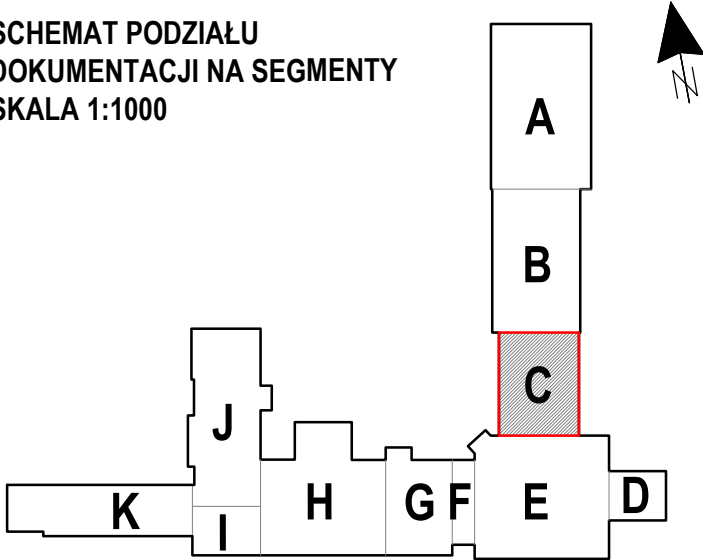 SCHEMAT PODZIAŁU
DOKUMENTACJI NA SEGMENTY
SKALA 1:1000
N
A
B
C
J
K
I
H
G
F
E
D